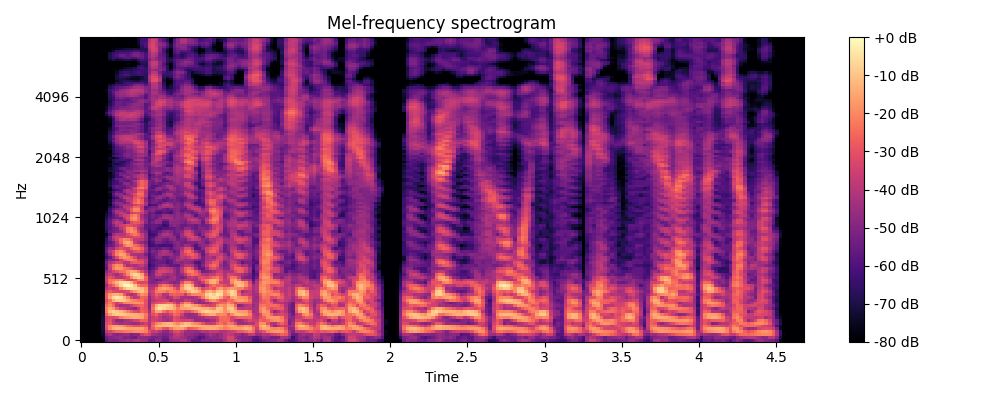 Mel-frequency spectrogram
Hz
4096
2048
1024
512
0
0 0.5 1 1.5 2 2.5 3 3.5 4 4.5
Time
+0 dB
-10 dB
-20 dB
-30 dB
-40 dB
-50 dB
-60 dB
-70 dB
-80 dB